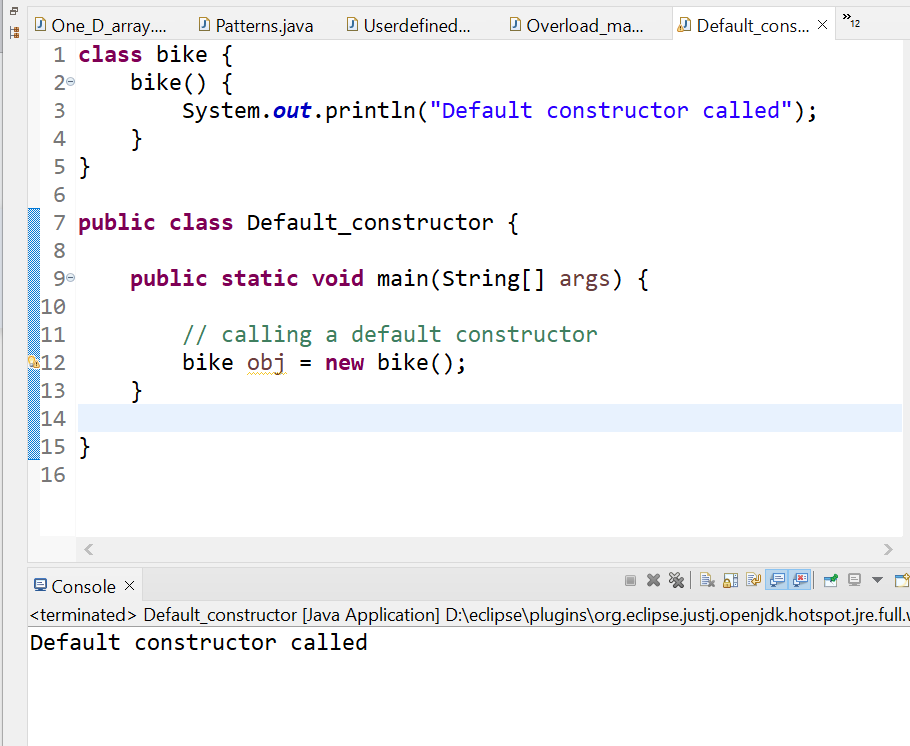 One_D_array.... Patterns.java Userdefined... Overload_ma... Default_cons... »12
1 class bike {
2 bike() {
3 System.out.println("Default constructor called");
4 }
5 }
6
7 public class Default_constructor {
8
9 public static void main(String[] args) {
10
11 // calling a default constructor
12 bike obj = new bike();
13 }
14
15 }
16
Console
<terminated> Default_constructor [Java Application] D:\eclipse\plugins\org.eclipse.justj.openjdk.hotspot.jre.full.
Default constructor called